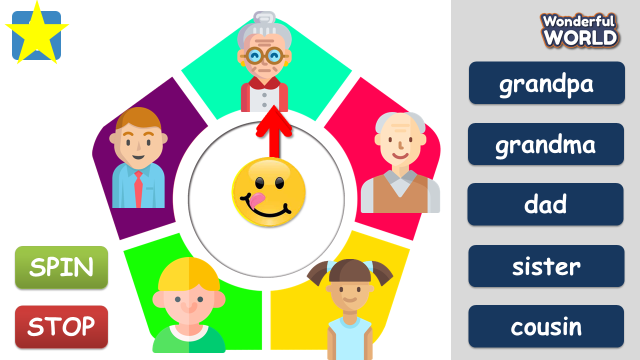 Wonderful
WORLD
grandpa
grandma
dad
sister
cousin
SPIN
STOP